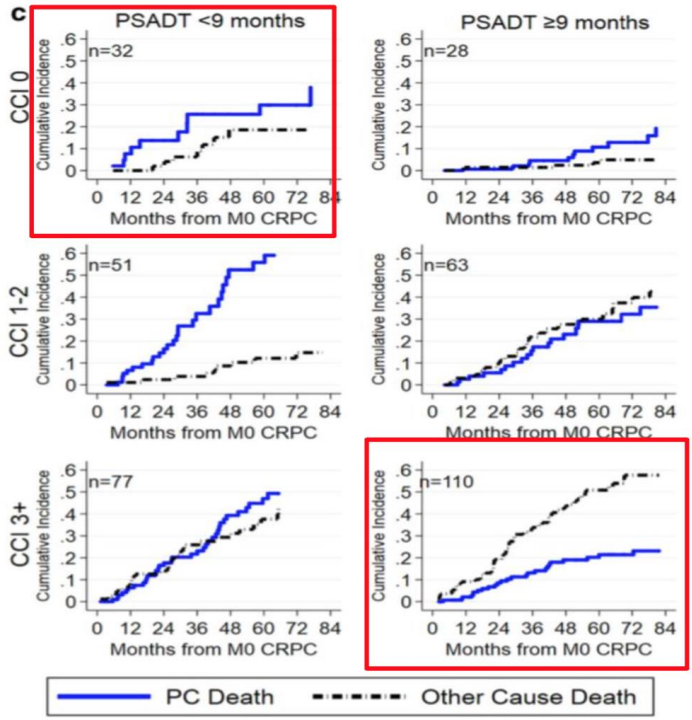 c
PSADT <9 months
PSADT ≥9 months
CCI 0
Cumulative Incidence
.6
.5
.4
.3
.2
.1
0
n=32
0 12 24 36 48 60 72 84
Months from M0 CRPC
Cumulative Incidence
.6
.5
.4
.3
.2
.1
0
n=28
0 12 24 36 48 60 72 84
Months from M0 CRPC
CCI 1-2
Cumulative Incidence
.6
.5
.4
.3
.2
.1
0
n=51
0 12 24 36 48 60 72 84
Months from M0 CRPC
Cumulative Incidence
.6
.5
.4
.3
.2
.1
0
n=63
0 12 24 36 48 60 72 84
Months from M0 CRPC
CCI 3+
Cumulative Incidence
.6
.5
.4
.3
.2
.1
0
n=77
0 12 24 36 48 60 72 84
Months from M0 CRPC
Cumulative Incidence
.6
.5
.4
.3
.2
.1
0
n=110
0 12 24 36 48 60 72 84
Months from M0 CRPC
PC Death
Other Cause Death